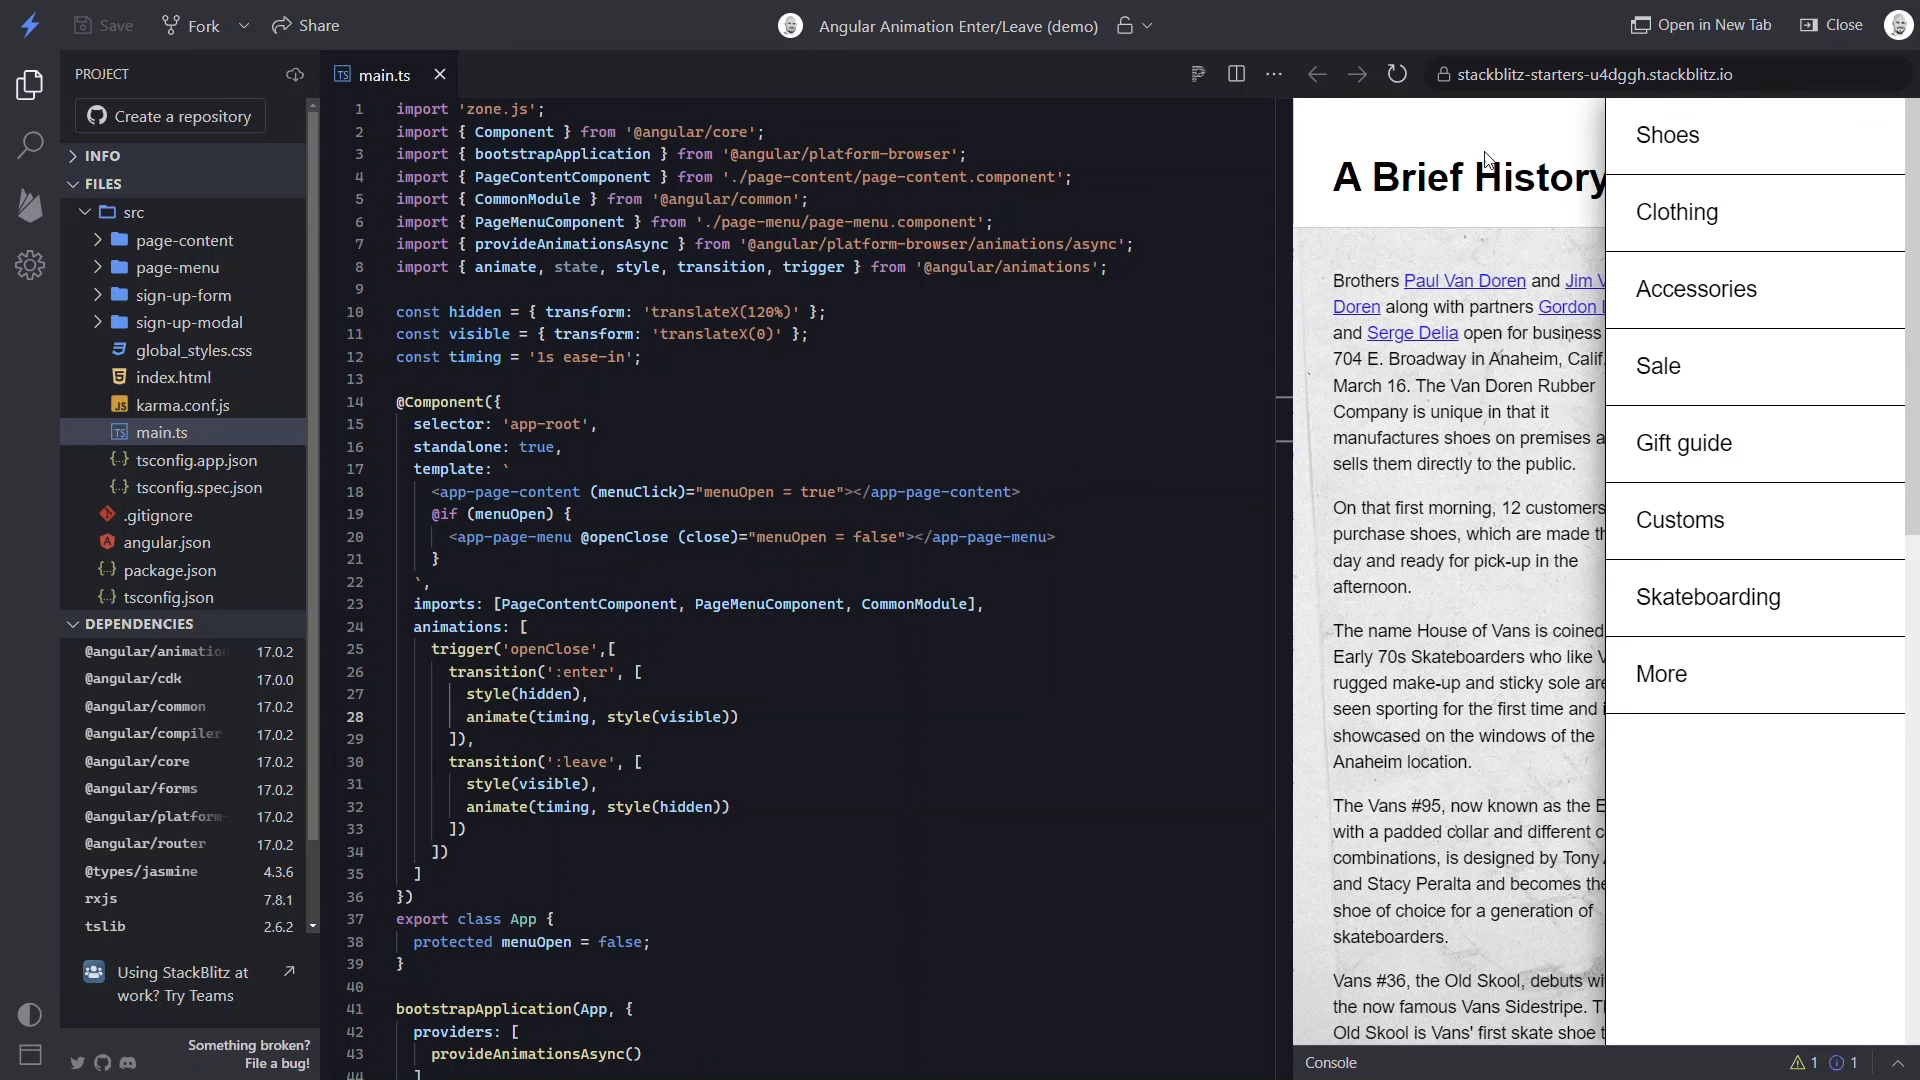 Save
Fork
Share
Angular Animation Enter/Leave (demo)
Open in New Tab
Close
PROJECT
Create a repository
INFO
FILES
src
page-content
page-menu
sign-up-form
sign-up-modal
global_styles.css
index.html
karma.conf.js
main.ts
tsconfig.app.json
tsconfig.spec.json
.gitignore
angular.json
package.json
tsconfig.json
DEPENDENCIES
@angular/animation 17.0.2
@angular/cdk 17.0.0
@angular/common 17.0.2
@angular/compiler 17.0.2
@angular/core 17.0.2
@angular/forms 17.0.2
@angular/platform- 17.0.2
@angular/router 17.0.2
@types/jasmine 4.3.6
rxjs 7.8.1
tslib 2.6.2
Using StackBlitz at
work? Try Teams
Something broken?
File a bug!
TS main.ts
1 import 'zone.js';
2 import { Component } from '@angular/core';
3 import { bootstrapApplication } from '@angular/platform-browser';
4 import { PageContentComponent } from './page-content/page-content.component';
5 import { CommonModule } from '@angular/common';
6 import { PageMenuComponent } from './page-menu/page-menu.component';
7 import { provideAnimationsAsync } from '@angular/platform-browser/animations/async';
8 import { animate, state, style, transition, trigger } from '@angular/animations';
9
10 const hidden = { transform: 'translateX(120%)' };
11 const visible = { transform: 'translateX(0)' };
12 const timing = '1s ease-in';
13
14 @Component({
15 selector: 'app-root',
16 standalone: true,
17 template: `
18 <app-page-content (menuClick)="menuOpen = true"></app-page-content>
19 @if (menuOpen) {
20 <app-page-menu @openClose (close)="menuOpen = false"></app-page-menu>
21 }
22 `,
23 imports: [PageContentComponent, PageMenuComponent, CommonModule],
24 animations: [
25 trigger('openClose',[
26 transition(':enter', [
27 style(hidden),
28 animate(timing, style(visible))
29 ]),
30 transition(':leave', [
31 style(visible),
32 animate(timing, style(hidden))
33 ])
34 ])
35 ]
36 })
37 export class App {
38 protected menuOpen = false;
39 }
40
41 bootstrapApplication(App, {
42 providers: [
43 provideAnimationsAsync()
44 ]
stackblitz-starters-u4dggh.stackblitz.io
A Brief History
Brothers Paul Van Doren and Jim V
Doren along with partners Gordon
and Serge Delia open for business
704 E. Broadway in Anaheim, Calif.
March 16. The Van Doren Rubber
Company is unique in that it
manufactures shoes on premises a
sells them directly to the public.
On that first morning, 12 customers
purchase shoes, which are made th
day and ready for pick-up in the
afternoon.
The name House of Vans is coined
Early 70s Skateboarders who like V
rugged make-up and sticky sole are
seen sporting for the first time and i
showcased on the windows of the
Anaheim location.
The Vans #95, now known as the E
with a padded collar and different c
combinations, is designed by Tony
and Stacy Peralta and becomes the
shoe of choice for a generation of
skateboarders.
Vans #36, the Old Skool, debuts wi
the now famous Vans Sidestripe. T
Old Skool is Vans' first skate shoe t
Shoes
Clothing
Accessories
Sale
Gift guide
Customs
Skateboarding
More
Console
1
1